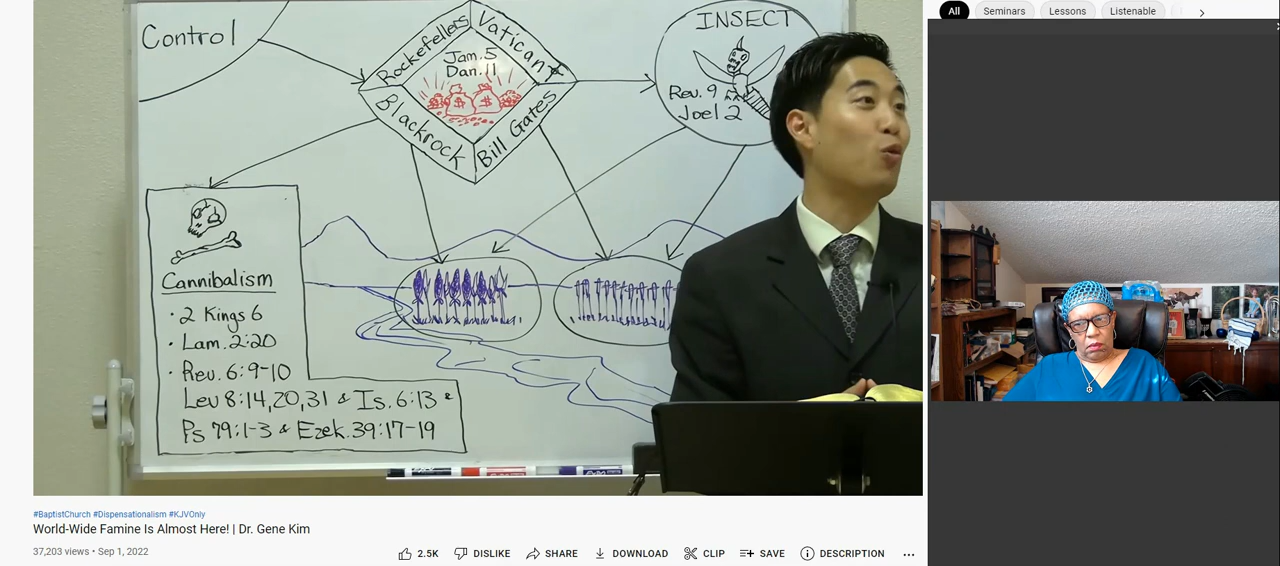 Control
Rockefellers
Vatican
Jam. 5
Dan. 11
Blackrock
Bill Gates
INSECT
Rev. 9
Joel 2
Cannibalism
· 2 Kings 6
· Lam. 2:20
· Rev. 6:9-10
Lev 8:14,20,31 & Is. 6:13 &
Ps 79:1-3 & Ezek. 39:17-19
#BaptistChurch #Dispensationalism #KJVOnly
World-Wide Famine Is Almost Here! | Dr. Gene Kim
37,203 views • Sep 1, 2022
2.5K DISLIKE SHARE DOWNLOAD CLIP SAVE DESCRIPTION
All Seminars Lessons Listenable